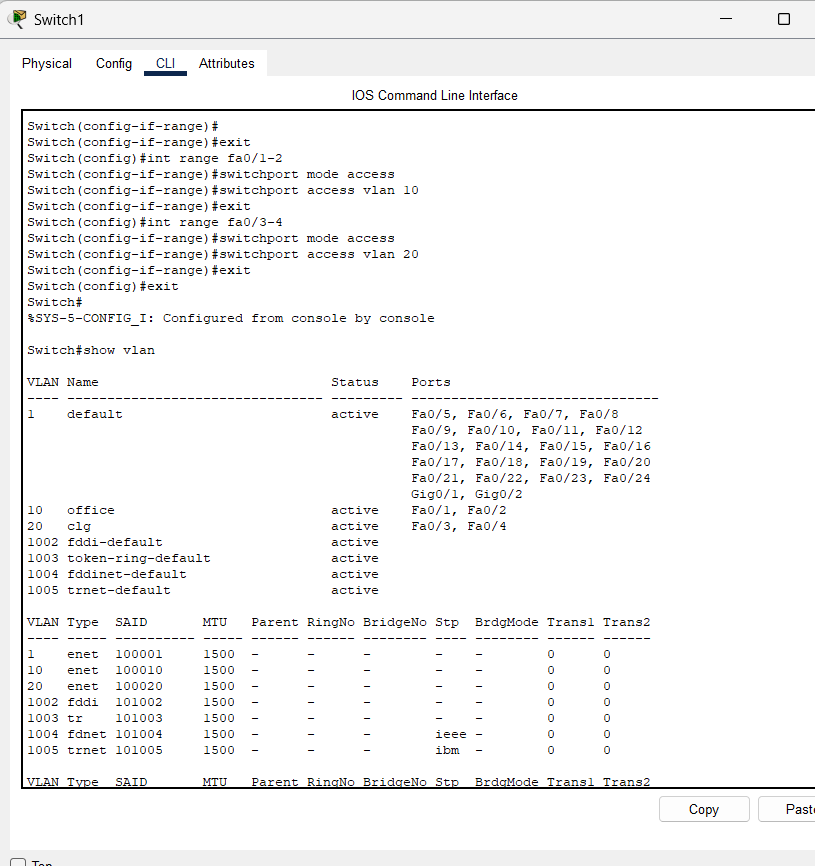 Switch1
Physical Config CLI Attributes
IOS Command Line Interface
Switch(config-if-range)#
Switch(config-if-range)#exit
Switch(config)#int range fa0/1-2
Switch(config-if-range)#switchport mode access
Switch(config-if-range)#switchport access vlan 10
Switch(config-if-range)#exit
Switch(config)#int range fa0/3-4
Switch(config-if-range)#switchport mode access
Switch(config-if-range)#switchport access vlan 20
Switch(config-if-range)#exit
Switch(config)#exit
Switch#
%SYS-5-CONFIG_I: Configured from console by console
Switch#show vlan
VLAN Name                             Status    Ports
---- -------------------------------- --------- -------------------------------
1    default                          active    Fa0/5, Fa0/6, Fa0/7, Fa0/8
                                                Fa0/9, Fa0/10, Fa0/11, Fa0/12
                                                Fa0/13, Fa0/14, Fa0/15, Fa0/16
                                                Fa0/17, Fa0/18, Fa0/19, Fa0/20
                                                Fa0/21, Fa0/22, Fa0/23, Fa0/24
                                                Gig0/1, Gig0/2
10   office                           active    Fa0/1, Fa0/2
20   clg                              active    Fa0/3, Fa0/4
1002 fddi-default                     active
1003 token-ring-default               active
1004 fddinet-default                  active
1005 trnet-default                    active
VLAN Type  SAID       MTU   Parent RingNo BridgeNo Stp  BrdgMode Trans1 Trans2
---- ----- ---------- ----- ------ ------ -------- ---- -------- ------ ------
1    enet  100001     1500  -      -      -        -    -        0      0
10   enet  100010     1500  -      -      -        -    -        0      0
20   enet  100020     1500  -      -      -        -    -        0      0
1002 fddi  101002     1500  -      -      -        -    -        0      0
1003 tr    101003     1500  -      -      -        -    -        0      0
1004 fdnet 101004     1500  -      -      -        ieee -        0      0
1005 trnet 101005     1500  -      -      -        ibm  -        0      0
VLAN Type  SAID       MTU   Parent RingNo BridgeNo Stp  BrdgMode Trans1 Trans2
Copy Paste
Top